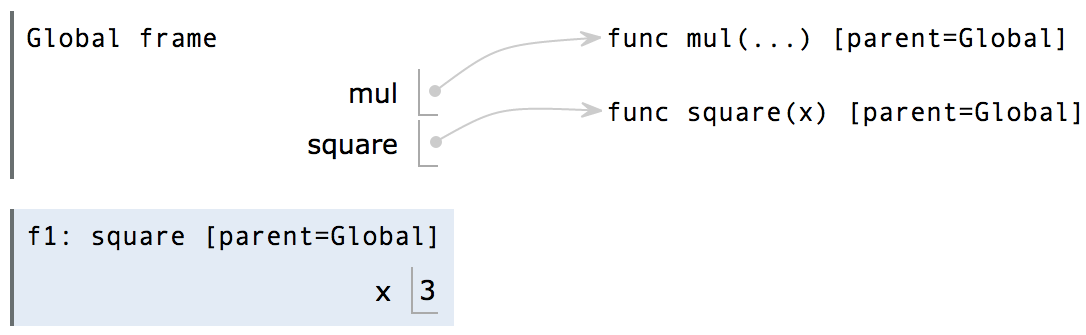 Global frame
func mul(...) [parent=Global]
mul
func square(x) [parent=Global]
square
f1: square [parent=Global]
x 3